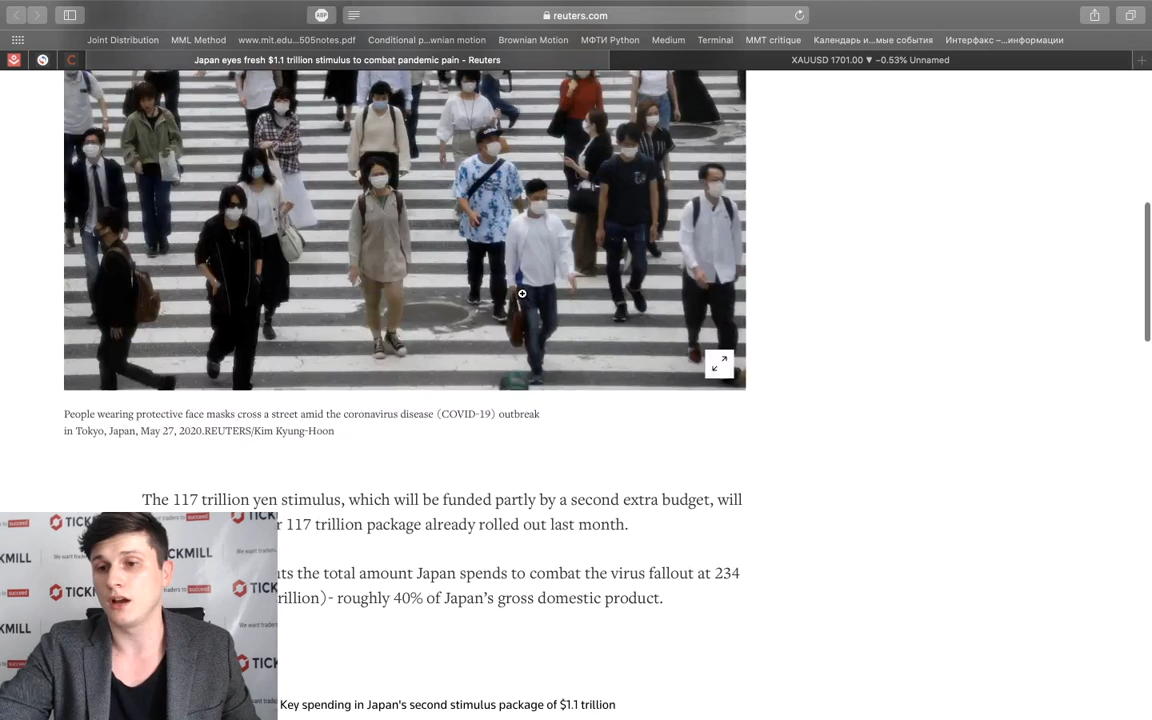 reuters.com
Joint Distribution MML Method www.mit.edu...505notes.pdf Conditional p...wnian motion Brownian Motion МФТИ Python Medium Terminal MMT critique Календарь и...мые события Интерфакс –...информации
Japan eyes fresh $1.1 trillion stimulus to combat pandemic pain - Reuters XAUUSD 1701.00 ▼ −0.53% Unnamed
People wearing protective face masks cross a street amid the coronavirus disease (COVID-19) outbreak
in Tokyo, Japan, May 27, 2020.REUTERS/Kim Kyung-Hoon
The 117 trillion yen stimulus, which will be funded partly by a second extra budget, will
117 trillion package already rolled out last month.
the total amount Japan spends to combat the virus fallout at 234
- roughly 40% of Japan's gross domestic product.
Key spending in Japan's second stimulus package of $1.1 trillion
TICKMILL
We want traders to succeed